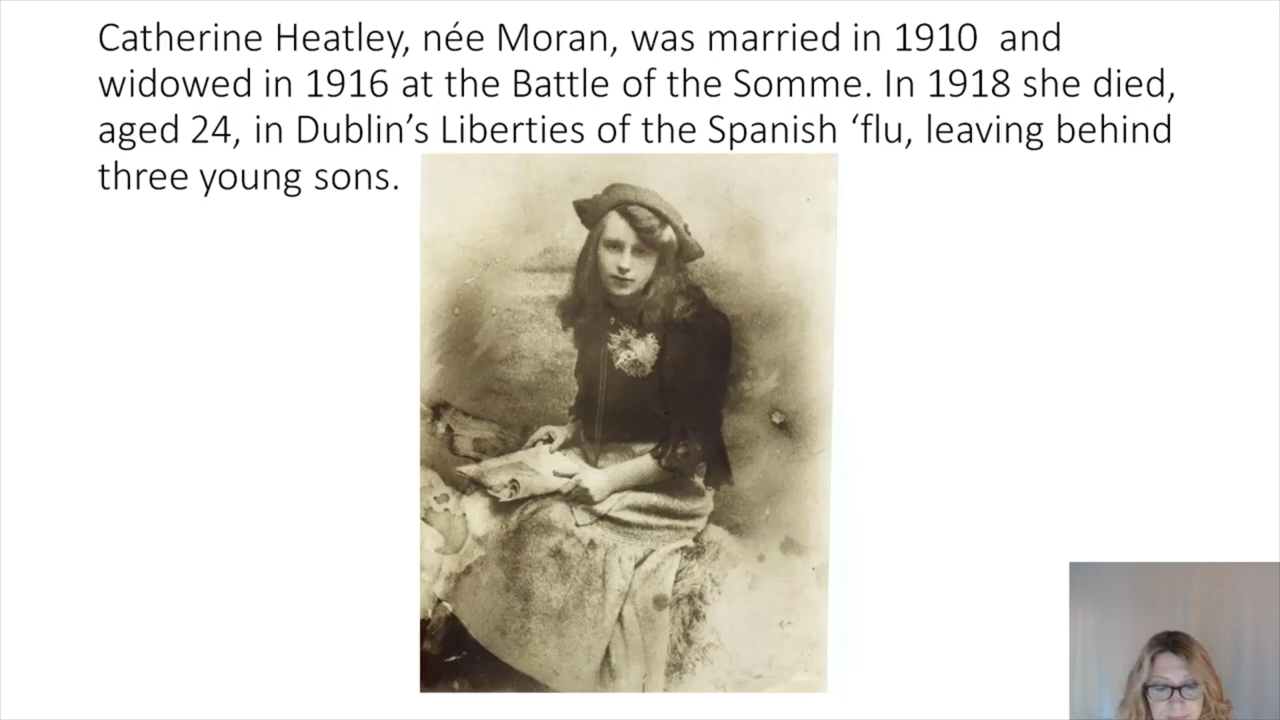 Catherine Heatley, née Moran, was married in 1910  and
widowed in 1916 at the Battle of the Somme. In 1918 she died,
aged 24, in Dublin’s Liberties of the Spanish ‘flu, leaving behind
three young sons.